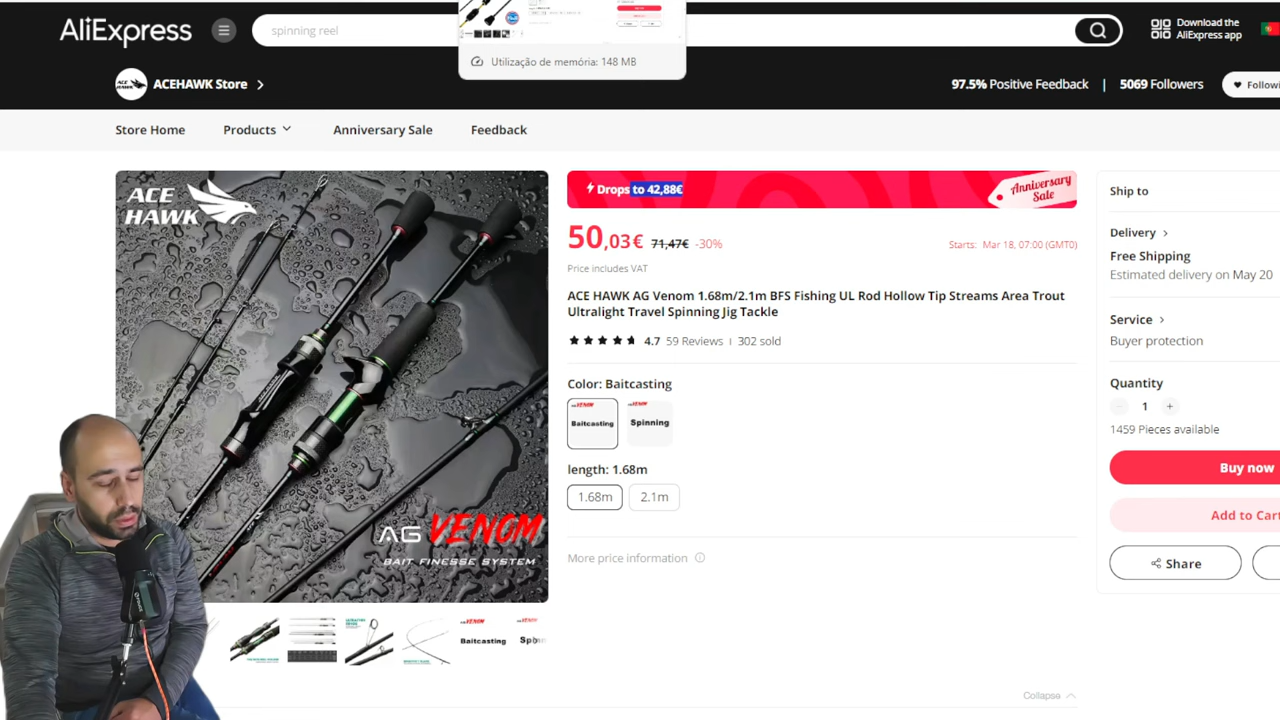 AliExpress
spinning reel
Download the
AliExpress app
Utilização de memória: 148 MB
ACE HAWK
ACEHAWK Store
97.5% Positive Feedback | 5069 Followers
Followi
Store Home
Products
Anniversary Sale
Feedback
ACE
HAWK
AG VENOM
BAIT FINESSE SYSTEM
Drops to 42,88€
Anniversary
Sale
50,03€ 71,47€ -30%
Starts: Mar 18, 07:00 (GMT0)
Price includes VAT
ACE HAWK AG Venom 1.68m/2.1m BFS Fishing UL Rod Hollow Tip Streams Area Trout
Ultralight Travel Spinning Jig Tackle
4.7 59 Reviews | 302 sold
Color: Baitcasting
VENOM
Baitcasting
VENOM
Spinning
length: 1.68m
1.68m
2.1m
More price information
Baitcasting
Spin
Collapse
Ship to
Delivery
Free Shipping
Estimated delivery on May 20
Service
Buyer protection
Quantity
1
1459 Pieces available
Buy now
Add to Cart
Share